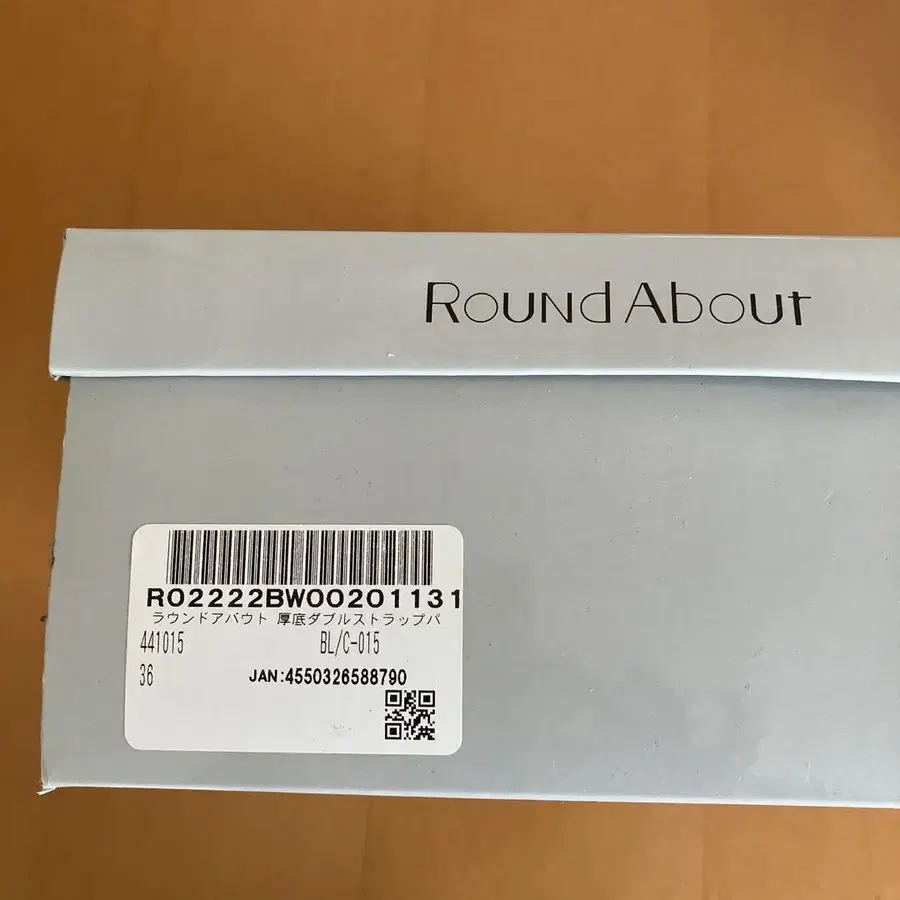 Round About
R02222BW00201131
ラウンドアバウト 厚底ダブルストラップパ
441015 BL/C-015
36 JAN:4550326588790